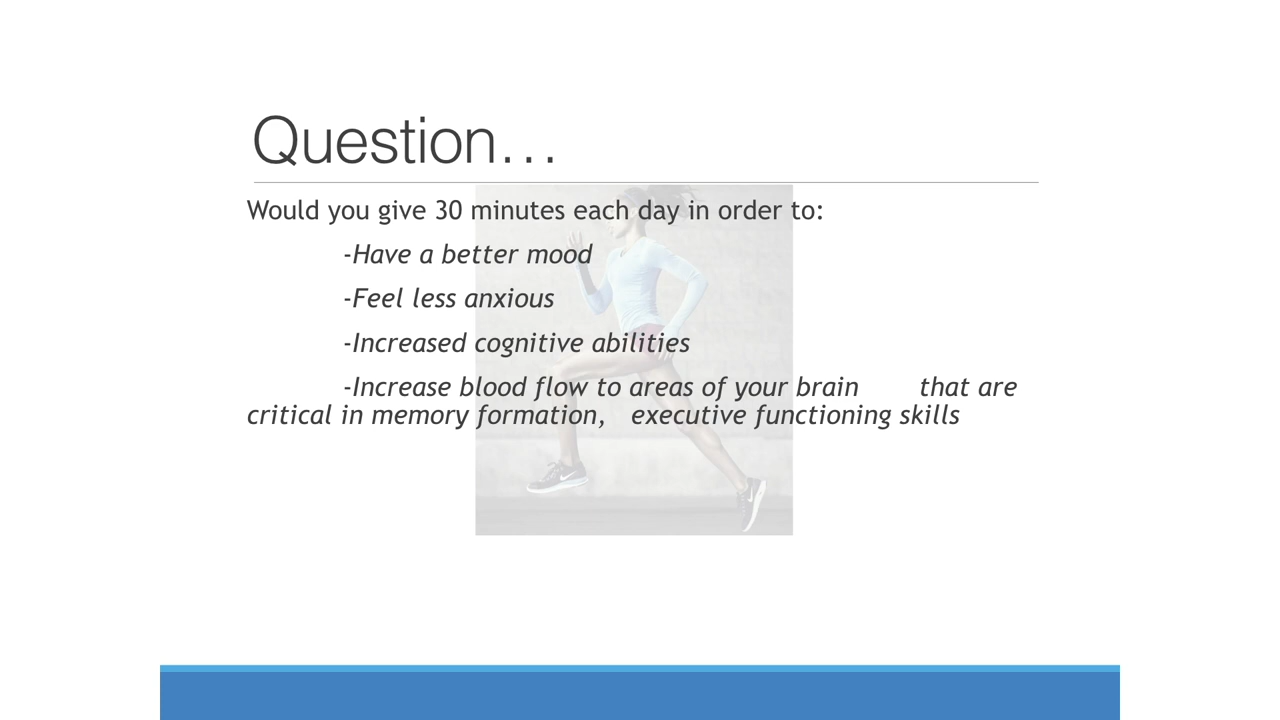 Question…
Would you give 30 minutes each day in order to:
-Have a better mood
-Feel less anxious
-Increased cognitive abilities
-Increase blood flow to areas of your brain that are
critical in memory formation, executive functioning skills